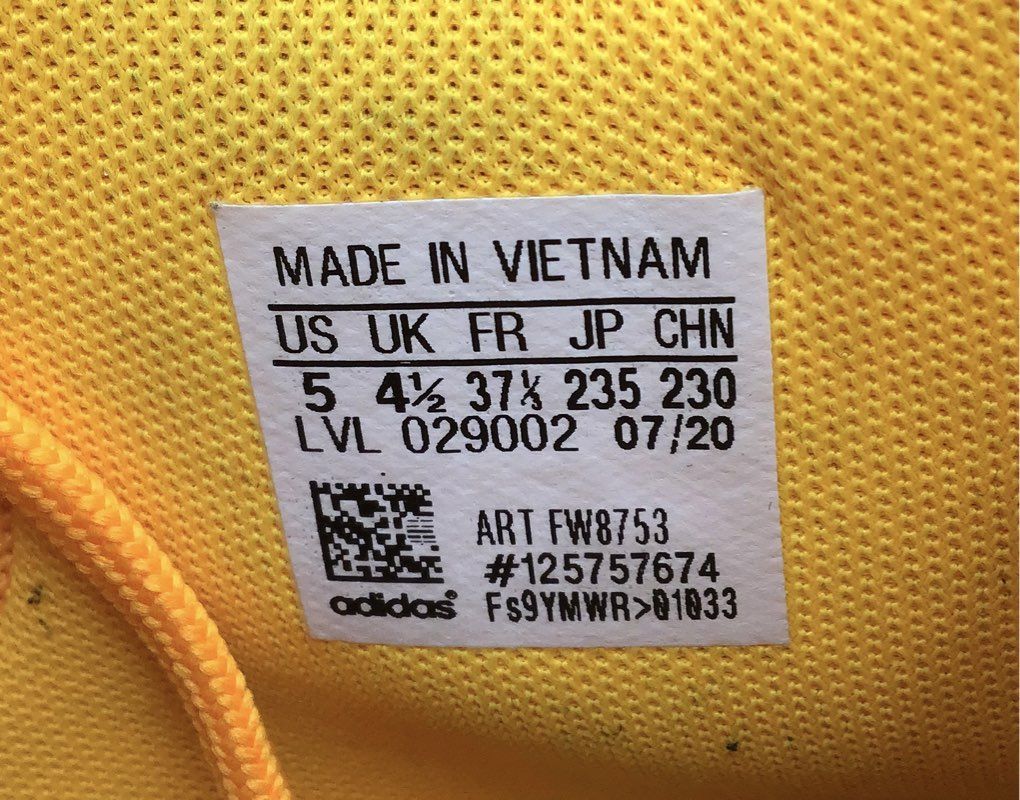 MADE IN VIETNAM
US UK FR JP CHN
5 4½ 37⅓ 235 230
LVL 029002 07/20
ART FW8753
#125757674
adidas® Fs9YMWR>01033